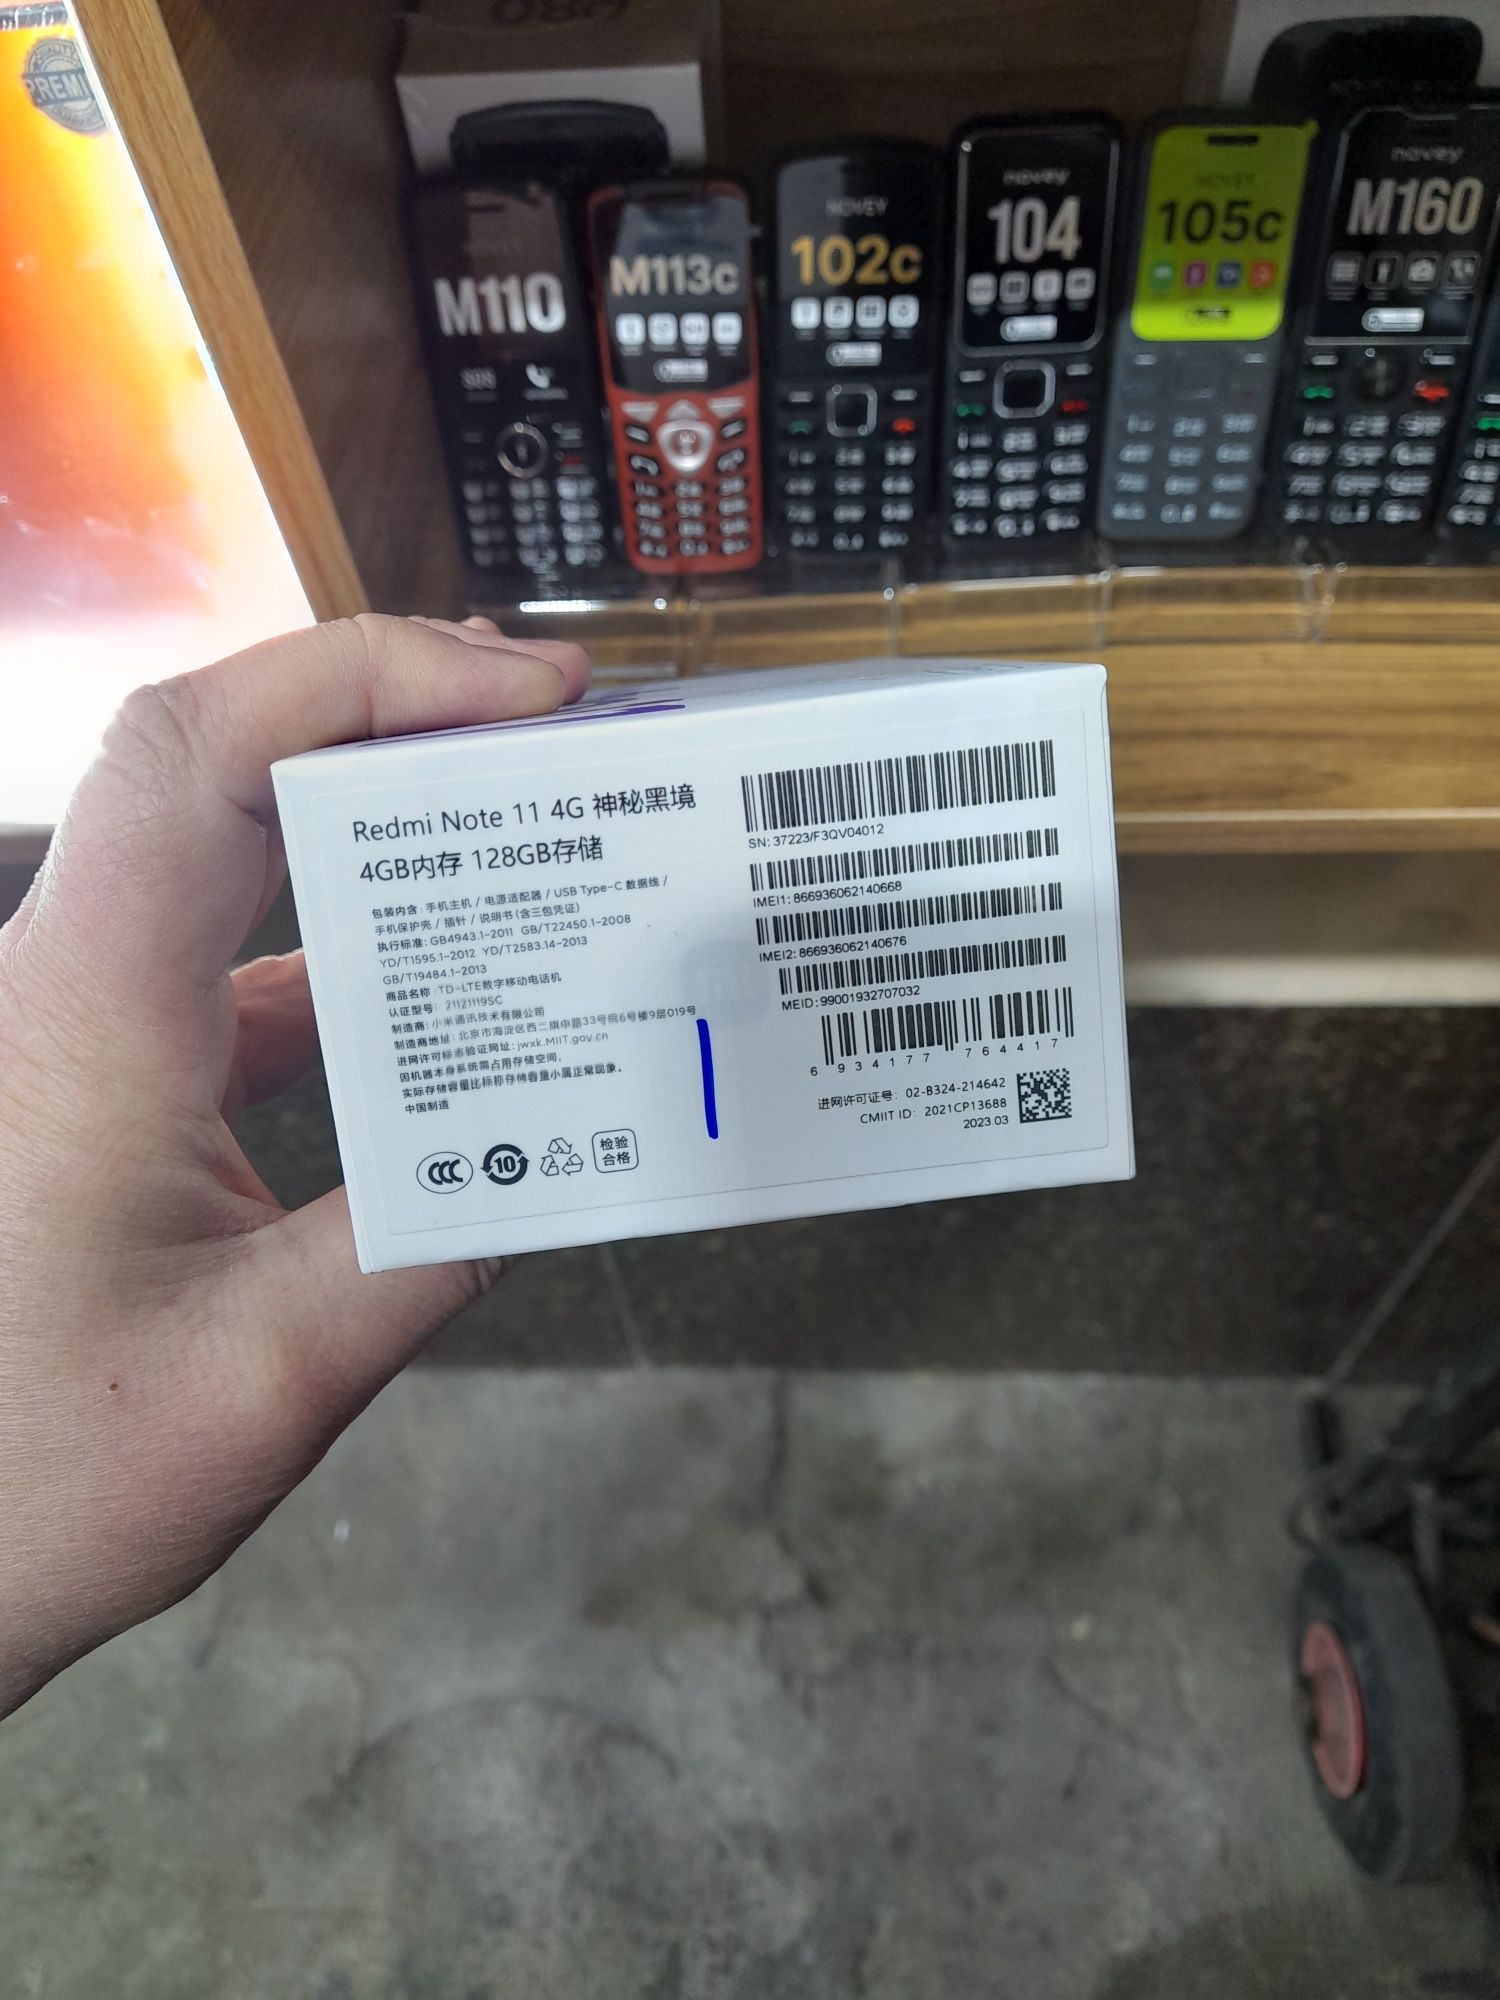 PREMI
M110
SOS
M113c
NOVEY
102c
novey
104
NOVEY
105c
novey
M160
Redmi Note 11 4G 神秘黑境
4GB内存 128GB存储
包装内含：手机主机 / 电源适配器 / USB Type-C 数据线 /
手机保护壳 / 插针 / 说明书(含三包凭证)
执行标准：GB4943.1-2011 GB/T22450.1-2008
YD/T1595.1-2012 YD/T2583.14-2013
GB/T19484.1-2013
商品名称：TD-LTE数字移动电话机
认证型号：21121119SC
制造商：小米通讯技术有限公司
制造商地址：北京市海淀区西二旗中路33号院6号楼9层019号
进网许可标志验证网址：jwxk.MIIT.gov.cn
因机器本身系统需占用存储空间，
实际存储容量比标称存储容量小属正常现象。
中国制造
CCC
10
检验
合格
SN: 37223/F3QV04012
IMEI1: 866936062140668
IMEI2: 866936062140676
MEID: 99001932707032
6 934177 764417
进网许可证号：02-B324-214642
CMIIT ID：2021CP13688
2023.03